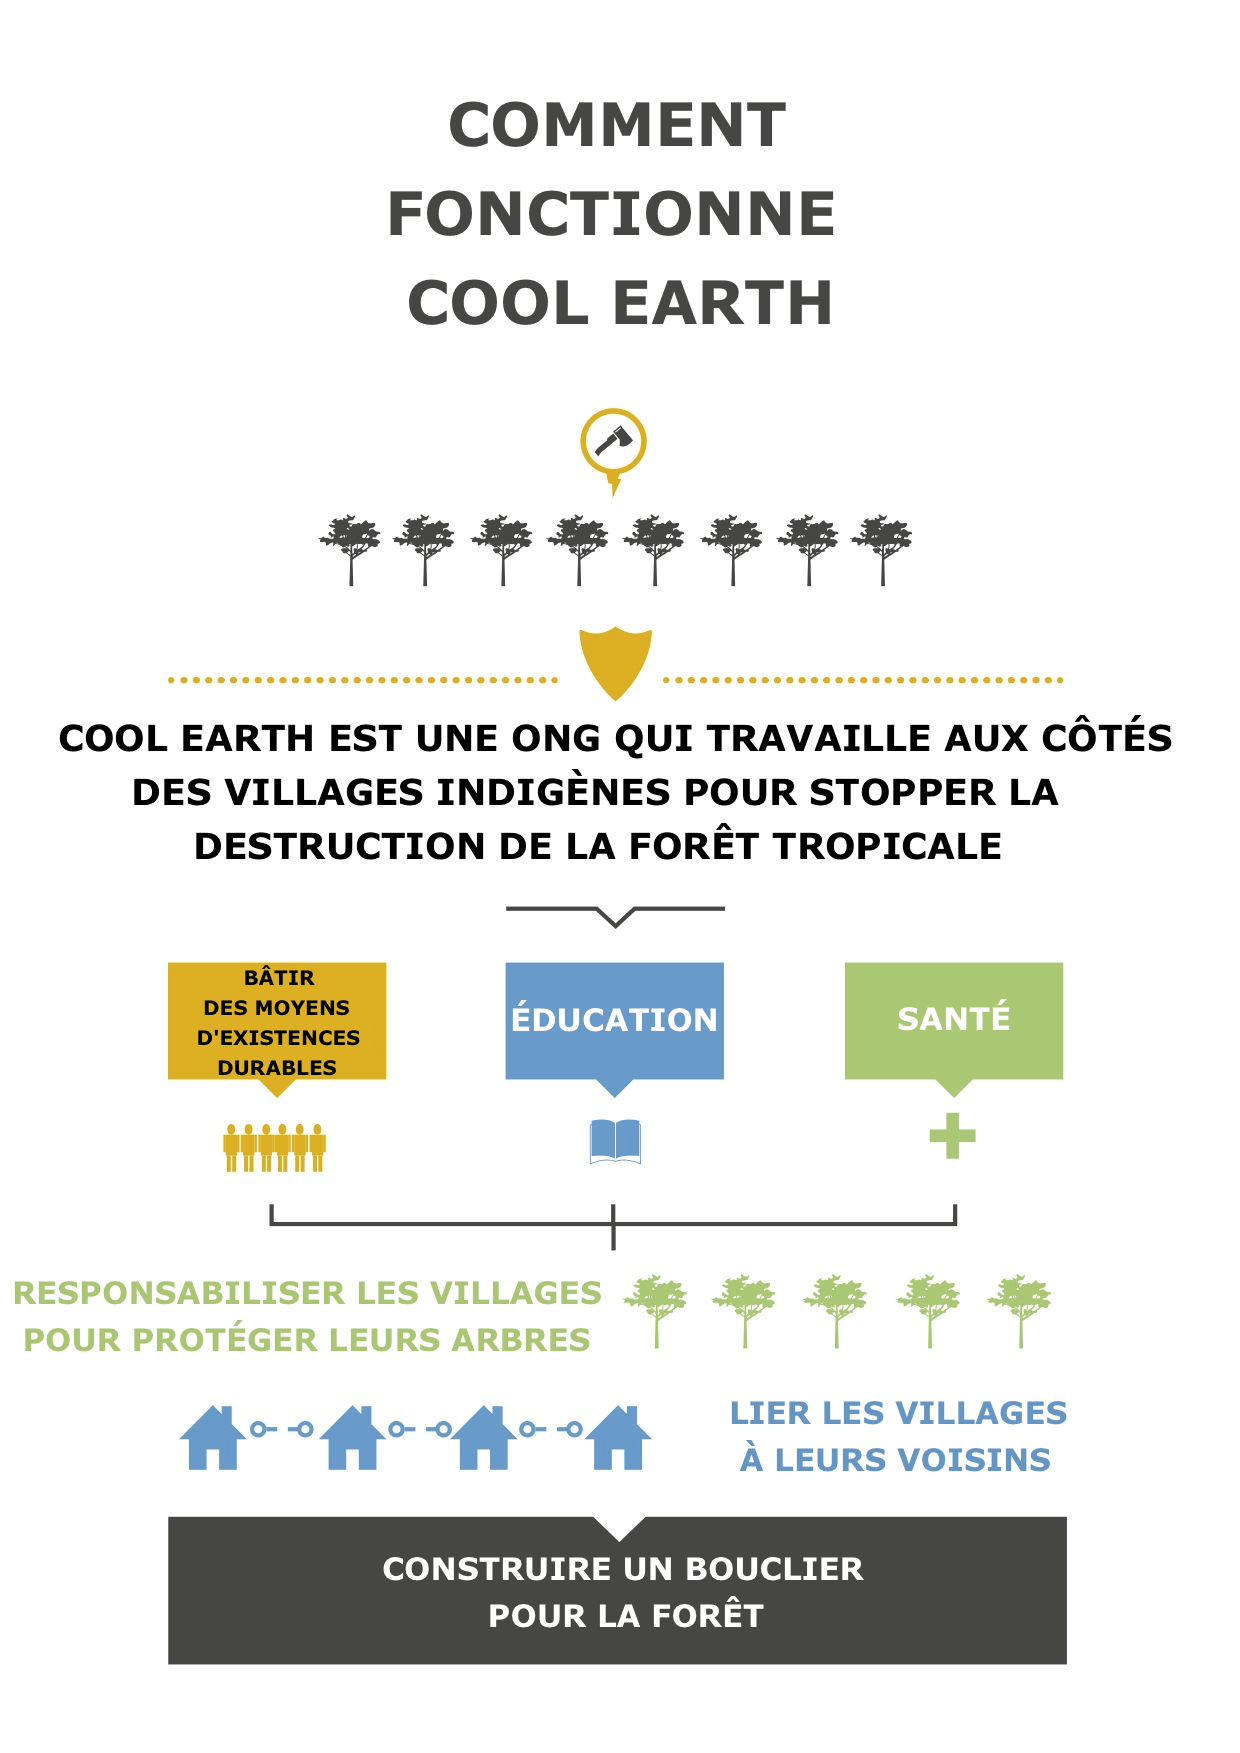 COMMENT
FONCTIONNE
COOL EARTH
COOL EARTH EST UNE ONG QUI TRAVAILLE AUX CÔTÉS
DES VILLAGES INDIGÈNES POUR STOPPER LA
DESTRUCTION DE LA FORÊT TROPICALE
BÂTIR
DES MOYENS
D'EXISTENCES
DURABLES
ÉDUCATION
SANTÉ
RESPONSABILISER LES VILLAGES
POUR PROTÉGER LEURS ARBRES
LIER LES VILLAGES
À LEURS VOISINS
CONSTRUIRE UN BOUCLIER
POUR LA FORÊT